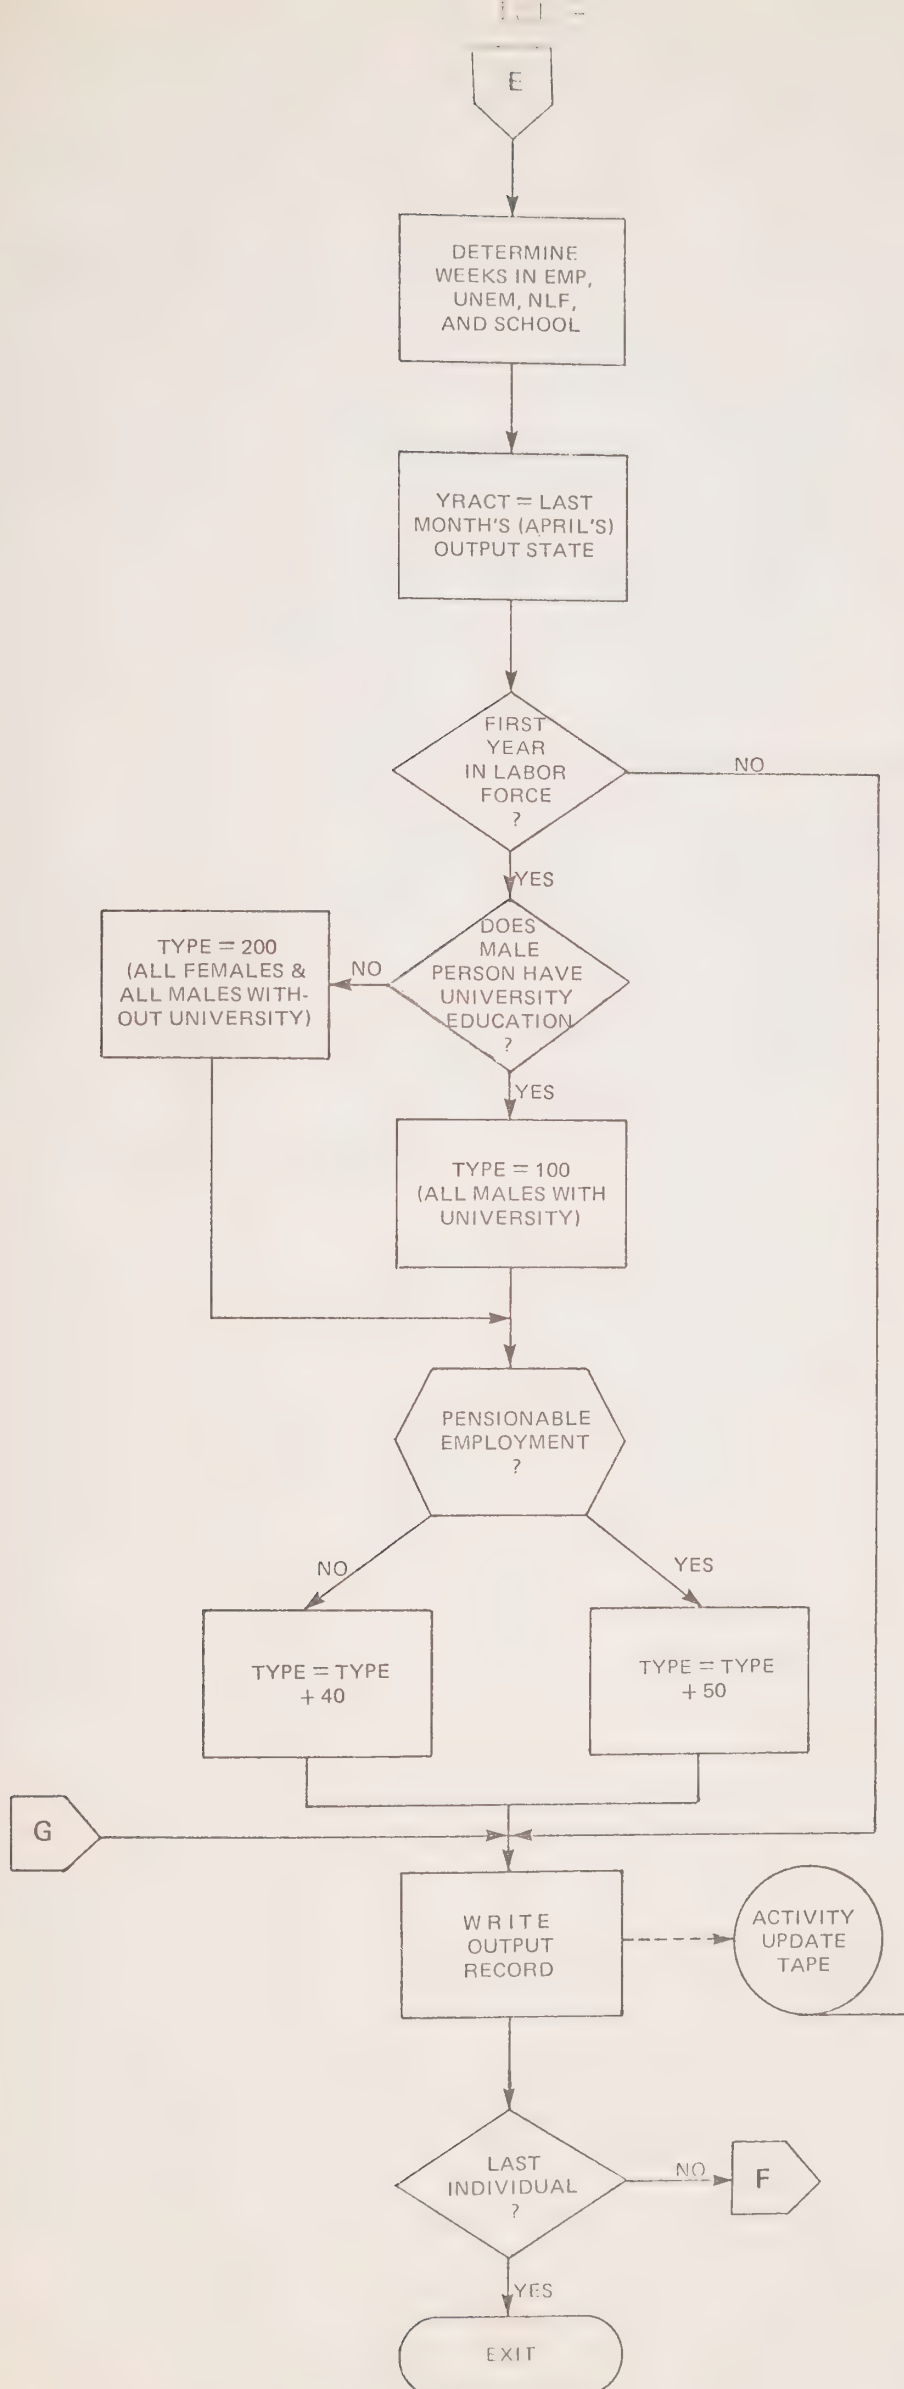 E
DETERMINE
WEEKS IN EMP,
UNEM, NLF,
AND SCHOOL
YRACT = LAST
MONTH'S (APRIL'S)
OUTPUT STATE
FIRST
YEAR
IN LABOR
FORCE
?
NO
YES
DOES
MALE
PERSON HAVE
UNIVERSITY
EDUCATION
?
NO
TYPE = 200
(ALL FEMALES &
ALL MALES WITH-
OUT UNIVERSITY)
YES
TYPE = 100
(ALL MALES WITH
UNIVERSITY)
PENSIONABLE
EMPLOYMENT
?
NO
YES
TYPE = TYPE
+ 40
TYPE = TYPE
+ 50
G
WRITE
OUTPUT
RECORD
ACTIVITY
UPDATE
TAPE
LAST
INDIVIDUAL
?
NO
F
YES
EXIT